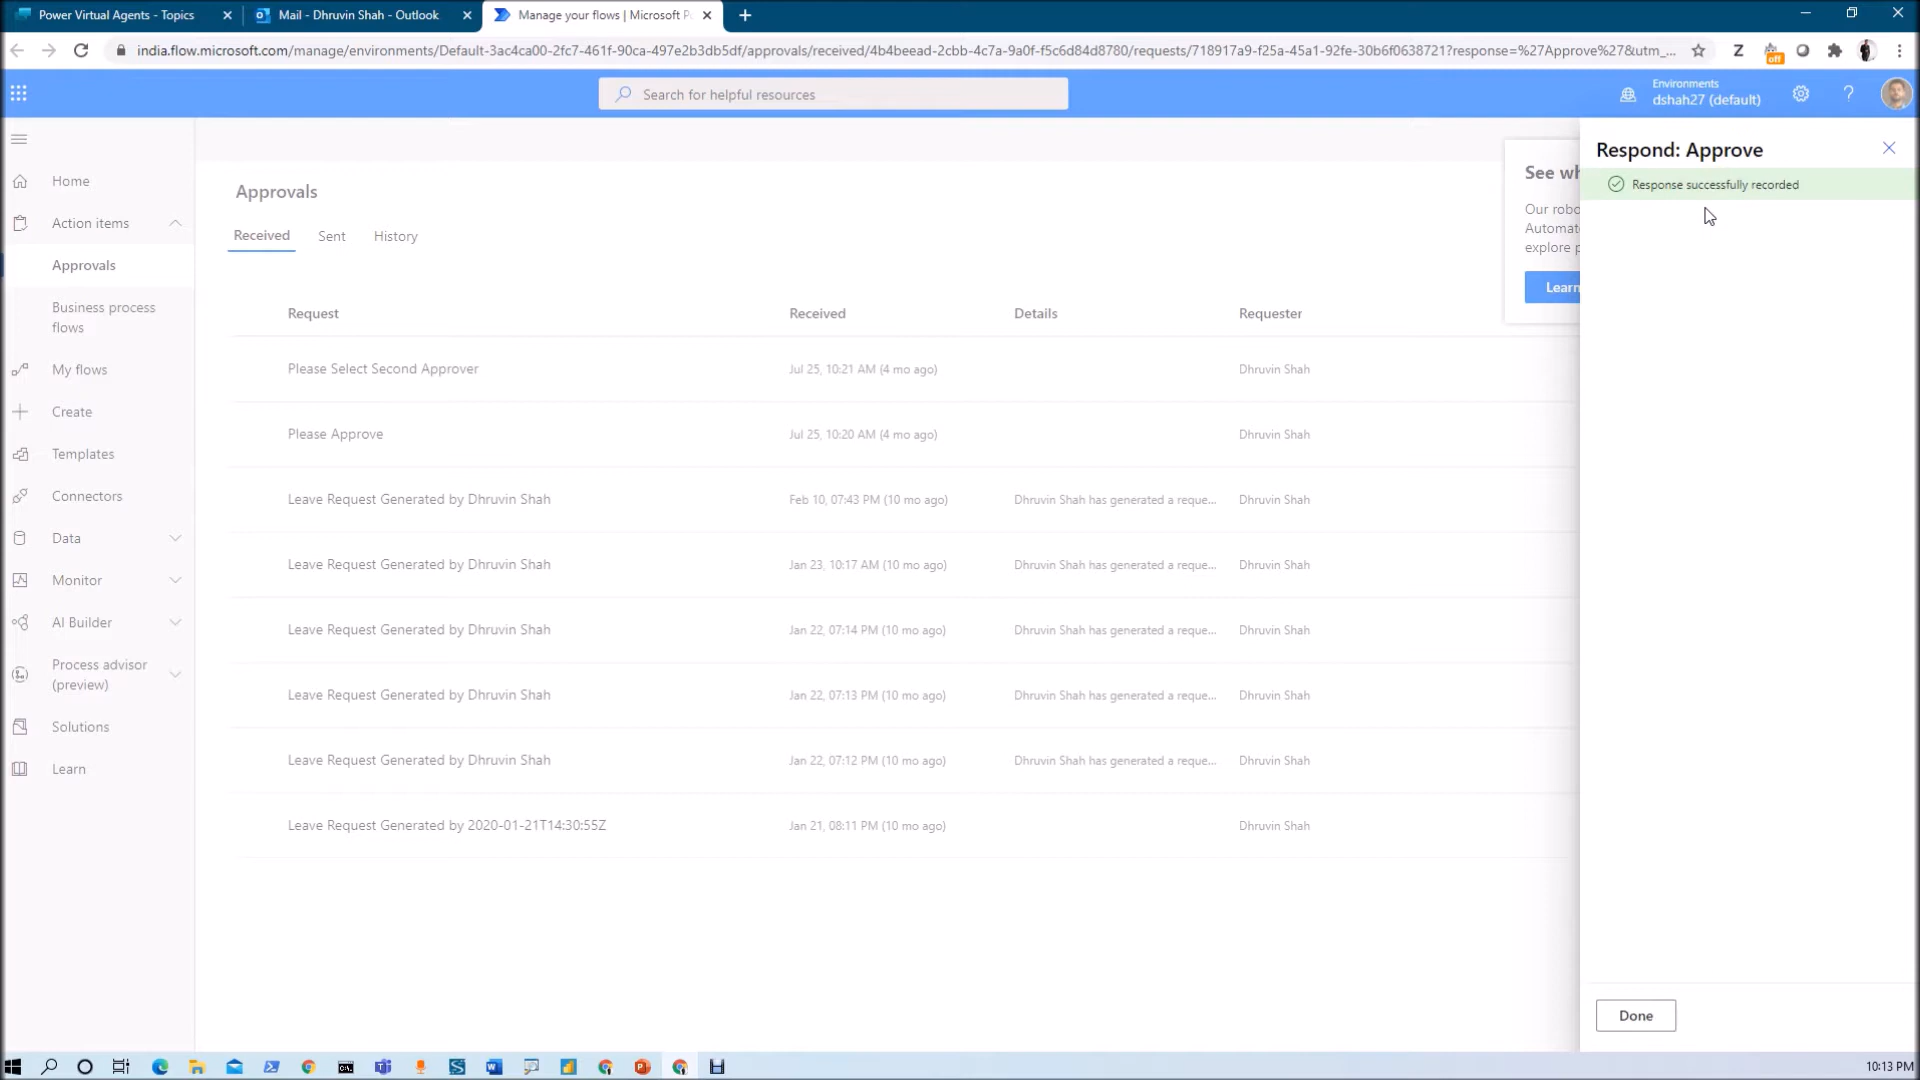 Power Virtual Agents - Topics
Mail - Dhruvin Shah - Outlook
Manage your flows | Microsoft P
india.flow.microsoft.com/manage/environments/Default-3ac4ca00-2fc7-461f-90ca-497e2b3db5df/approvals/received/4b4beead-2cbb-4c7a-9a0f-f5c6d84d8780/requests/718917a9-f25a-45a1-92fe-30b6f0638721?response=%27Approve%27&utm_...
Z
off
Search for helpful resources
Environments
dshah27 (default)
Home
Action items
Approvals
Business process
flows
My flows
Create
Templates
Connectors
Data
Monitor
AI Builder
Process advisor
(preview)
Solutions
Learn
Approvals
Received Sent History
Request Received Details Requester
Please Select Second Approver Jul 25, 10:21 AM (4 mo ago) Dhruvin Shah
Please Approve Jul 25, 10:20 AM (4 mo ago) Dhruvin Shah
Leave Request Generated by Dhruvin Shah Feb 10, 07:43 PM (10 mo ago) Dhruvin Shah has generated a reque... Dhruvin Shah
Leave Request Generated by Dhruvin Shah Jan 23, 10:17 AM (10 mo ago) Dhruvin Shah has generated a reque... Dhruvin Shah
Leave Request Generated by Dhruvin Shah Jan 22, 07:14 PM (10 mo ago) Dhruvin Shah has generated a reque... Dhruvin Shah
Leave Request Generated by Dhruvin Shah Jan 22, 07:13 PM (10 mo ago) Dhruvin Shah has generated a reque... Dhruvin Shah
Leave Request Generated by Dhruvin Shah Jan 22, 07:12 PM (10 mo ago) Dhruvin Shah has generated a reque... Dhruvin Shah
Leave Request Generated by 2020-01-21T14:30:55Z Jan 21, 08:11 PM (10 mo ago) Dhruvin Shah
See wh
Our robo
Automat
explore p
Learn
Respond: Approve
Response successfully recorded
Done
10:13 PM